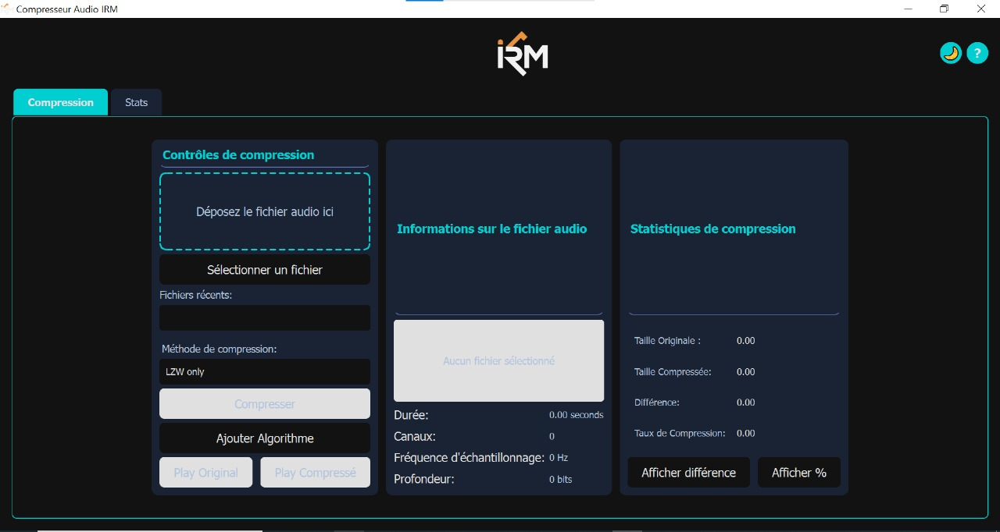 Compresseur Audio IRM
iRM
?
Compression
Stats
Contrôles de compression
Déposez le fichier audio ici
Sélectionner un fichier
Fichiers récents:
Méthode de compression:
LZW only
Compresser
Ajouter Algorithme
Play Original
Play Compressé
Informations sur le fichier audio
Aucun fichier sélectionné
Durée: 0.00 seconds
Canaux: 0
Fréquence d'échantillonnage: 0 Hz
Profondeur: 0 bits
Statistiques de compression
Taille Originale : 0.00
Taille Compressée: 0.00
Différence: 0.00
Taux de Compression: 0.00
Afficher différence
Afficher %